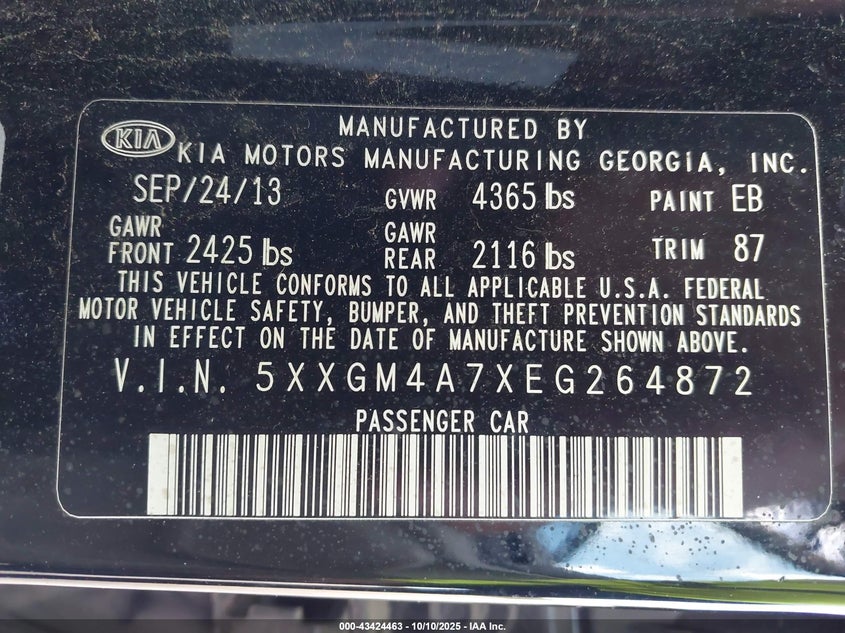 KIA
MANUFACTURED BY
KIA MOTORS MANUFACTURING GEORGIA, INC.
SEP/24/13 GVWR 4365 lbs PAINT EB
GAWR FRONT 2425 lbs GAWR REAR 2116 lbs TRIM 87
THIS VEHICLE CONFORMS TO ALL APPLICABLE U.S.A. FEDERAL
MOTOR VEHICLE SAFETY, BUMPER, AND THEFT PREVENTION STANDARDS
IN EFFECT ON THE DATE OF MANUFACTURE SHOWN ABOVE.
V.I.N. 5XXGM4A7XEG264872
PASSENGER CAR
000-43424463 - 10/10/2025 - IAA Inc.